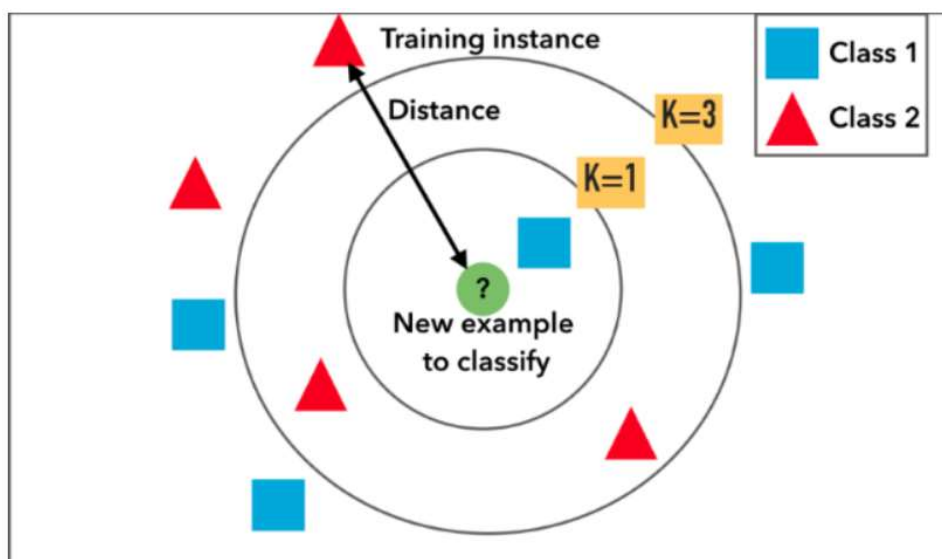 Training instance
Class 1
Distance
K=3
Class 2
K=1
?
New example
to classify